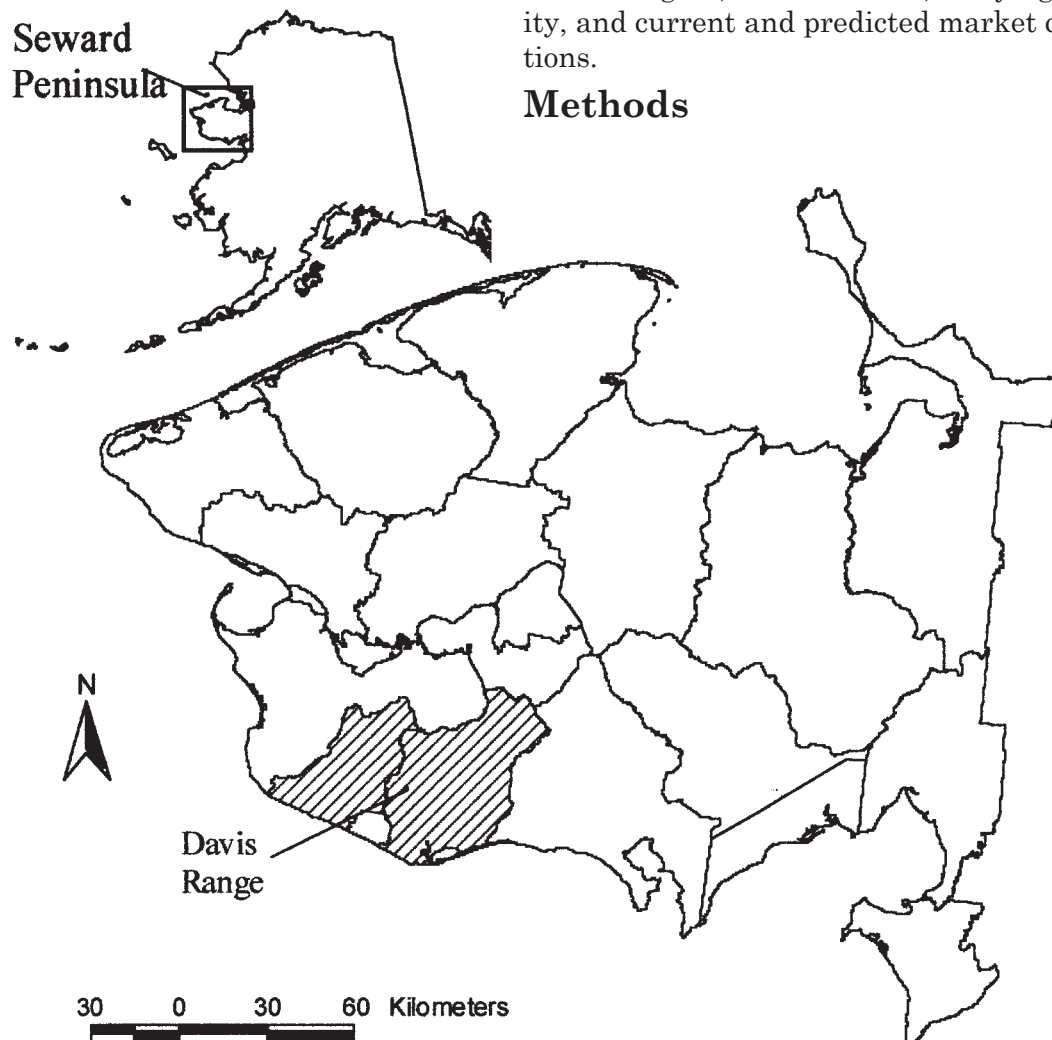 ity, and current and predicted market
tions.
Methods
Seward
Peninsula
N
Davis
Range
30 0 30 60 Kilometers